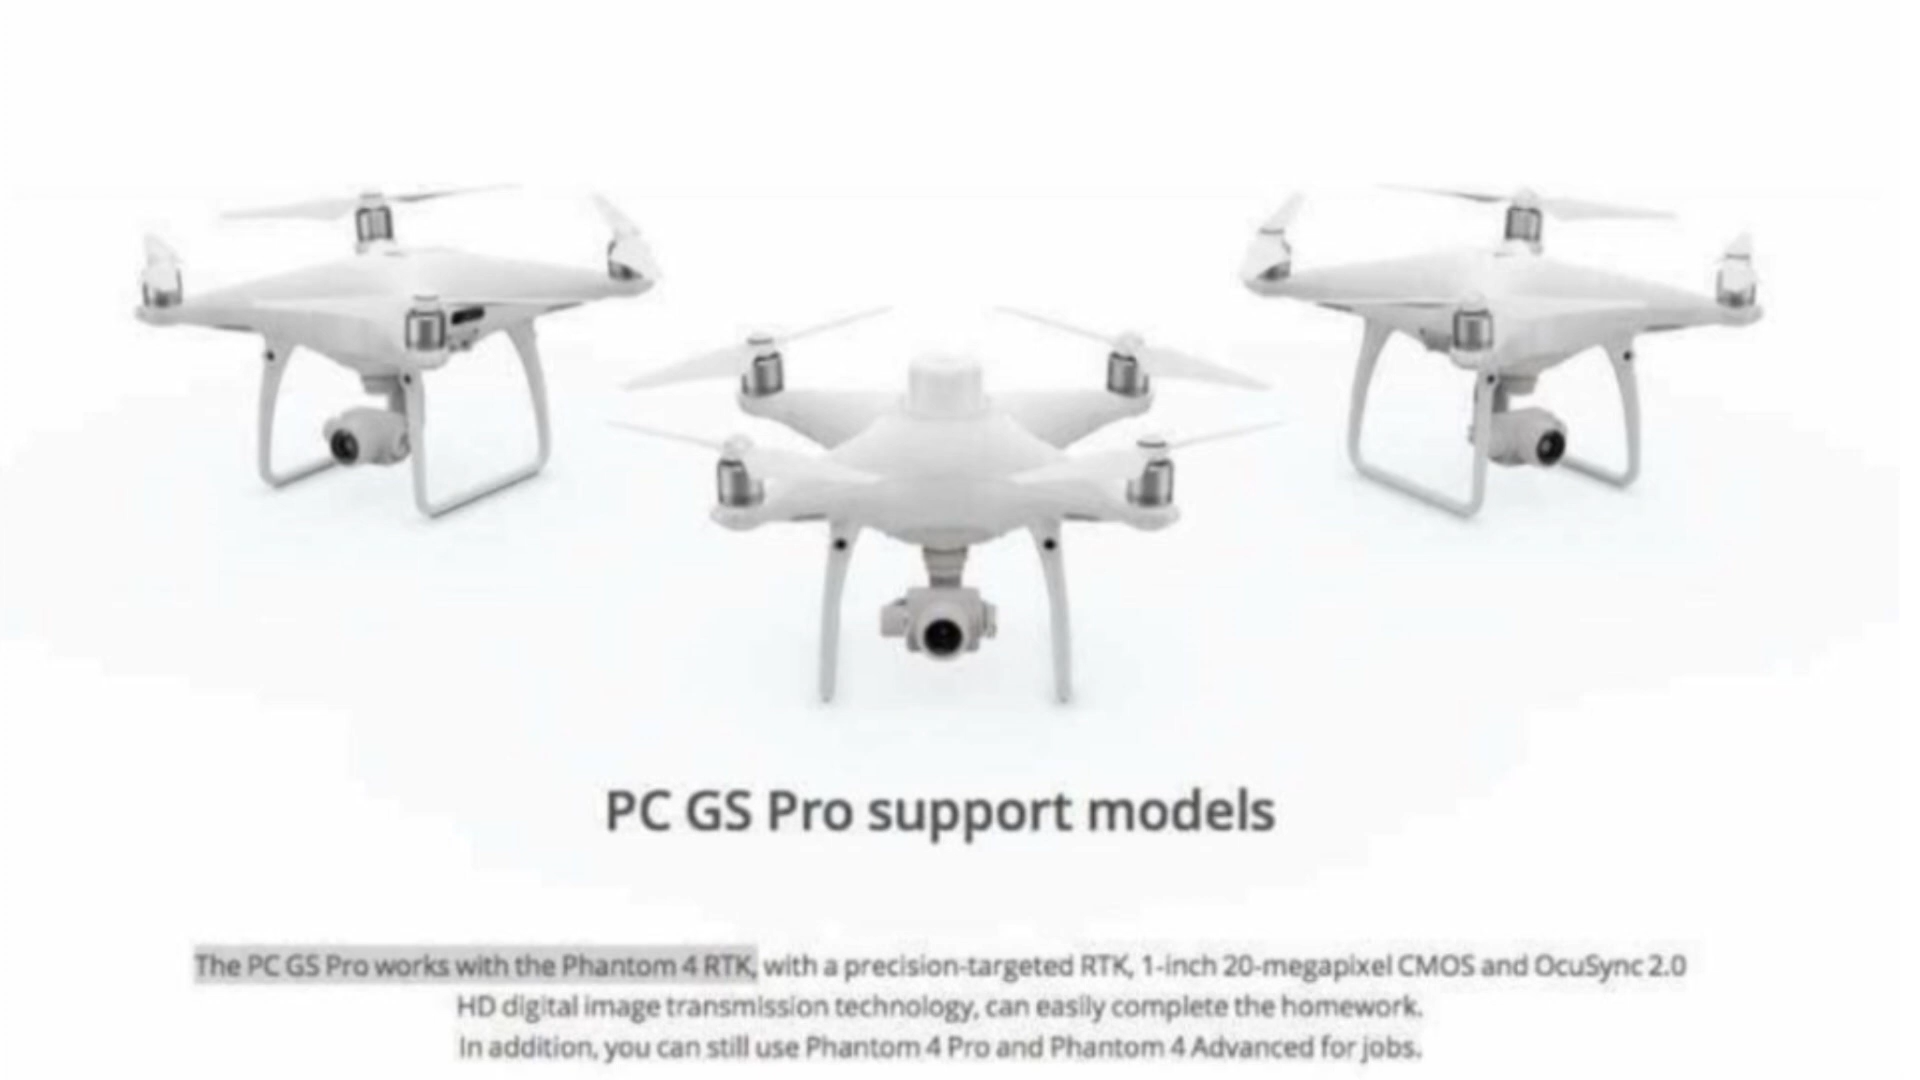 PC GS Pro support models
The PC GS Pro works with the Phantom 4 RTK, with a precision-targeted RTK, 1-inch 20-megapixel CMOS and OcuSync 2.0
HD digital image transmission technology, can easily complete the homework.
In addition, you can still use Phantom 4 Pro and Phantom 4 Advanced for jobs.